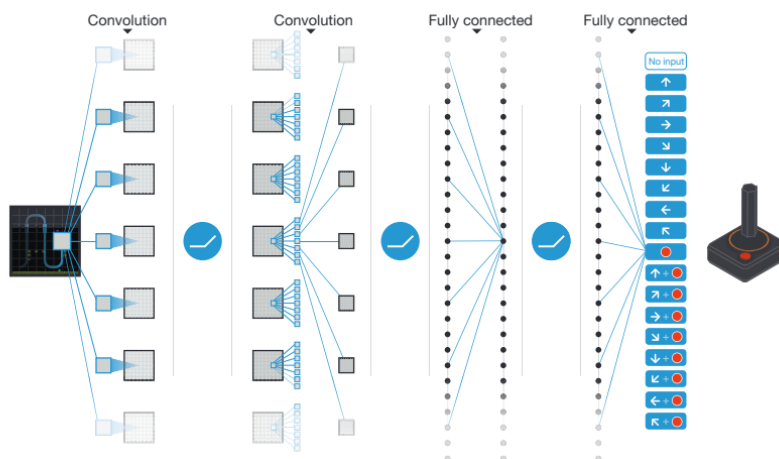 Convolution
Convolution
Fully connected
Fully connected
No input
+
+
+
+
+
+
+
+